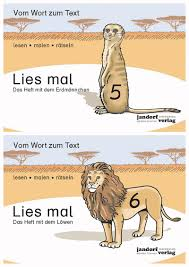 Vom Wort zum Text
lesen • malen • rätseln
Lies mal
Das Heft mit dem Erdmännchen
5
jandorf
verlag
Vom Wort zum Text
lesen • malen • rätseln
Lies mal
Das Heft mit dem Löwen
6
jandorf
verlag